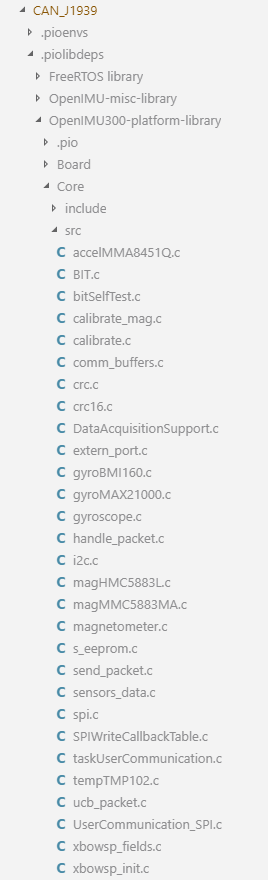 CAN_J1939
.pioenvs
.piolibdeps
FreeRTOS library
OpenIMU-misc-library
OpenIMU300-platform-library
.pio
Board
Core
include
src
C accelMMA8451Q.c
C BIT.c
C bitSelfTest.c
C calibrate_mag.c
C calibrate.c
C comm_buffers.c
C crc.c
C crc16.c
C DataAcquisitionSupport.c
C extern_port.c
C gyroBMI160.c
C gyroMAX21000.c
C gyroscope.c
C handle_packet.c
C i2c.c
C magHMC5883L.c
C magMMC5883MA.c
C magnetometer.c
C s_eeprom.c
C send_packet.c
C sensors_data.c
C spi.c
C SPIWriteCallbackTable.c
C taskUserCommunication.c
C tempTMP102.c
C ucb_packet.c
C UserCommunication_SPI.c
C xbowsp_fields.c
C xbowsp_init.c